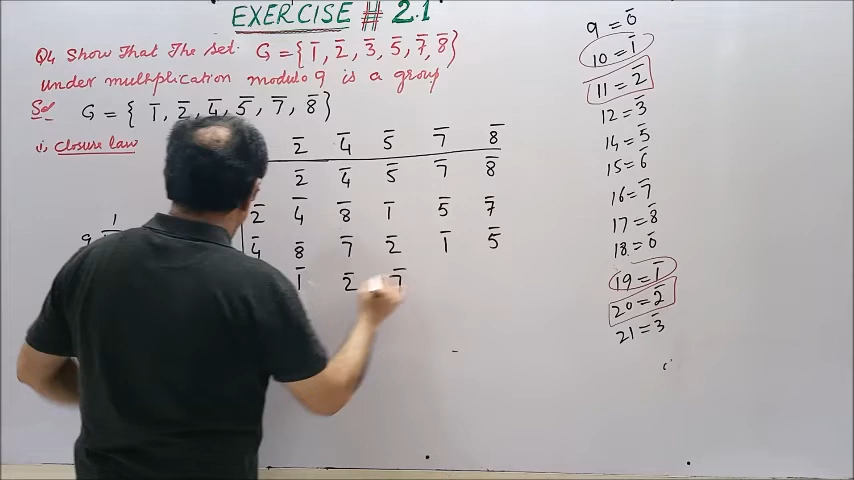 EXERCISE # 2.1
Q4 Show That The set G = { 1̅, 2̅, 3̅, 5̅, 7̅, 8̅ }
under multiplication modulo 9 is a group
Sol G = { 1̅, 2̅, 4̅, 5̅, 7̅, 8̅ }
i, Closure law
2̅ 4̅ 5̅ 7̅ 8̅
2̅ 4̅ 5̅ 7̅ 8̅
2̅ 4̅ 8̅ 1̅ 5̅ 7̅
4̅ 8̅ 7̅ 2̅ 1̅ 5̅
1̅ 2̅ 7̅
1
9
9 = 0̅
10 = 1̅
11 = 2̅
12 = 3̅
14 = 5̅
15 = 6̅
16 = 7̅
17 = 8̅
18 = 0̅
19 = 1̅
20 = 2̅
21 = 3̅